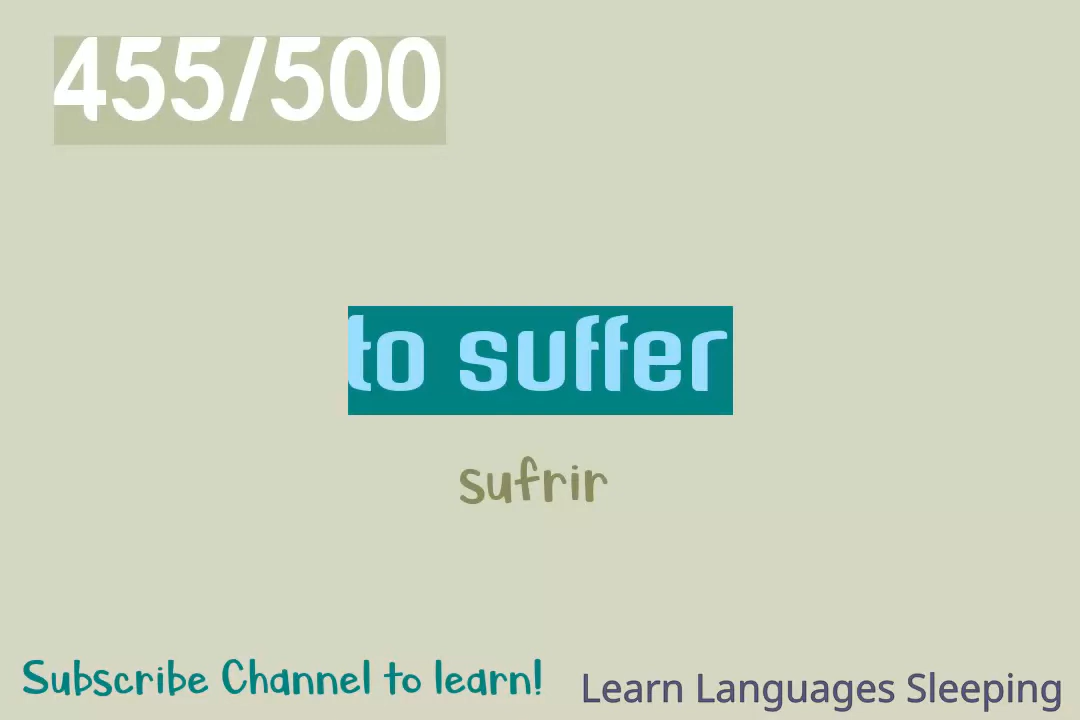 455/500
to suffer
sufrir
Subscribe Channel to learn!
Learn Languages Sleeping